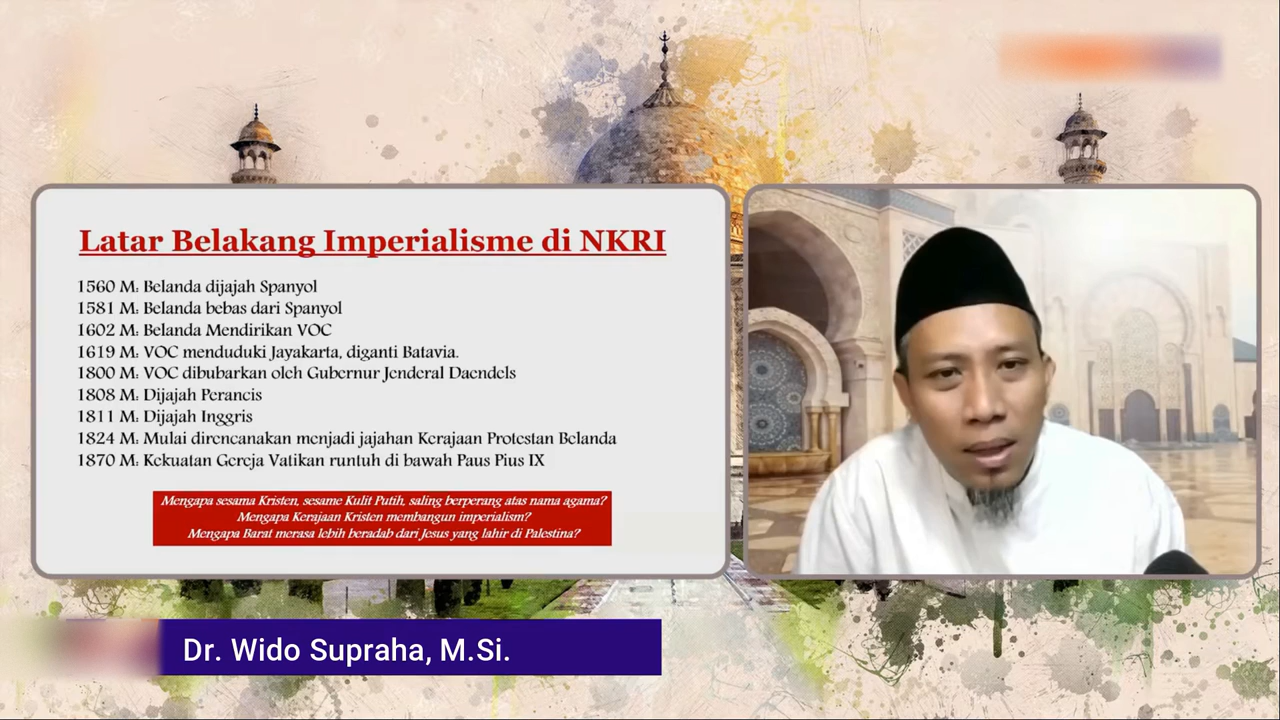 Latar Belakang Imperialisme di NKRI
1560 M: Belanda dijajah Spanyol
1581 M: Belanda bebas dari Spanyol
1602 M: Belanda Mendirikan VOC
1619 M: VOC menduduki Jayakarta, diganti Batavia.
1800 M: VOC dibubarkan oleh Gubernur Jenderal Daendels
1808 M: Dijajah Perancis
1811 M: Dijajah Inggris
1824 M: Mulai direncanakan menjadi jajahan Kerajaan Protestan Belanda
1870 M: Kekuatan Gereja Vatikan runtuh di bawah Paus Pius IX
Mengapa sesama Kristen, sesame Kulit Putih, saling berperang atas nama agama?
Mengapa Kerajaan Kristen membangun imperialism?
Mengapa Barat merasa lebih beradab dari Jesus yang lahir di Palestina?
Dr. Wido Supraha, M.Si.